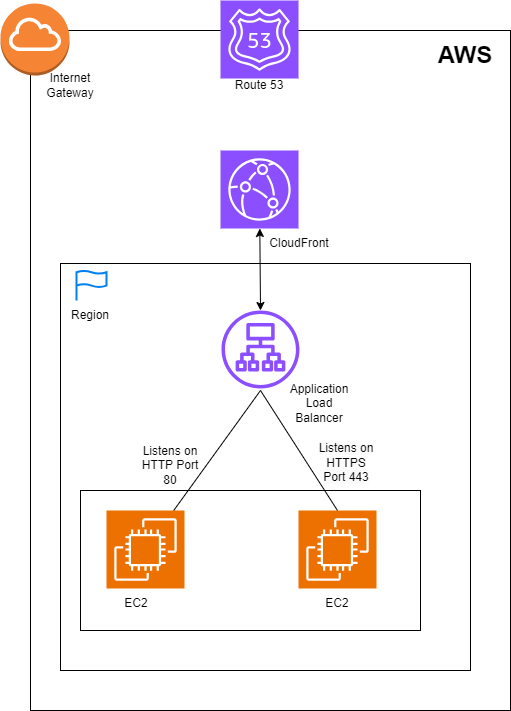 53
AWS
Internet
Gateway
Route 53
CloudFront
Region
Application
Load
Balancer
Listens on
HTTP Port
80
Listens on
HTTPS
Port 443
EC2
EC2